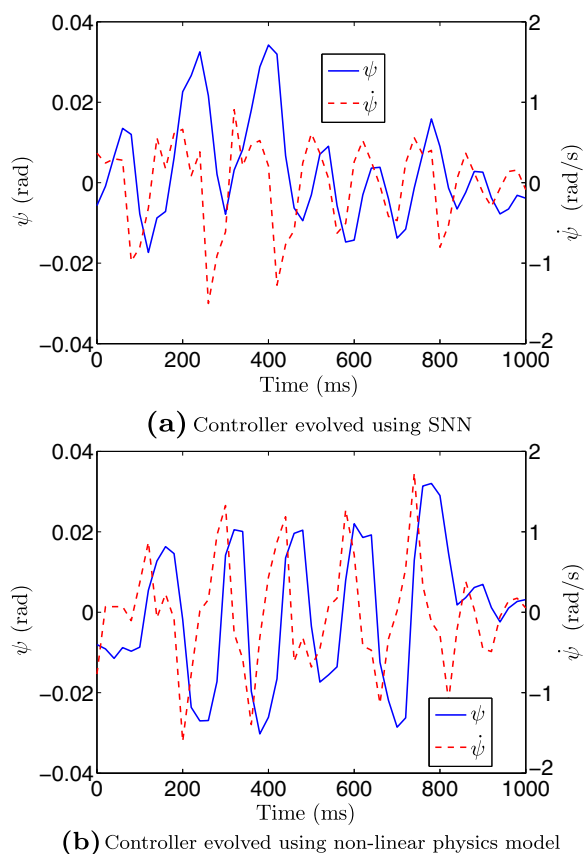 0.04
0.02
0
−0.02
−0.04
ψ (rad)
2
1
0
−1
−2
ψ̇ (rad/s)
ψ
ψ̇
0 200 400 600 800 1000
Time (ms)
(a) Controller evolved using SNN
0.04
0.02
0
−0.02
−0.04
ψ (rad)
2
1
0
−1
−2
ψ̇ (rad/s)
ψ
ψ̇
0 200 400 600 800 1000
Time (ms)
(b) Controller evolved using non-linear physics model